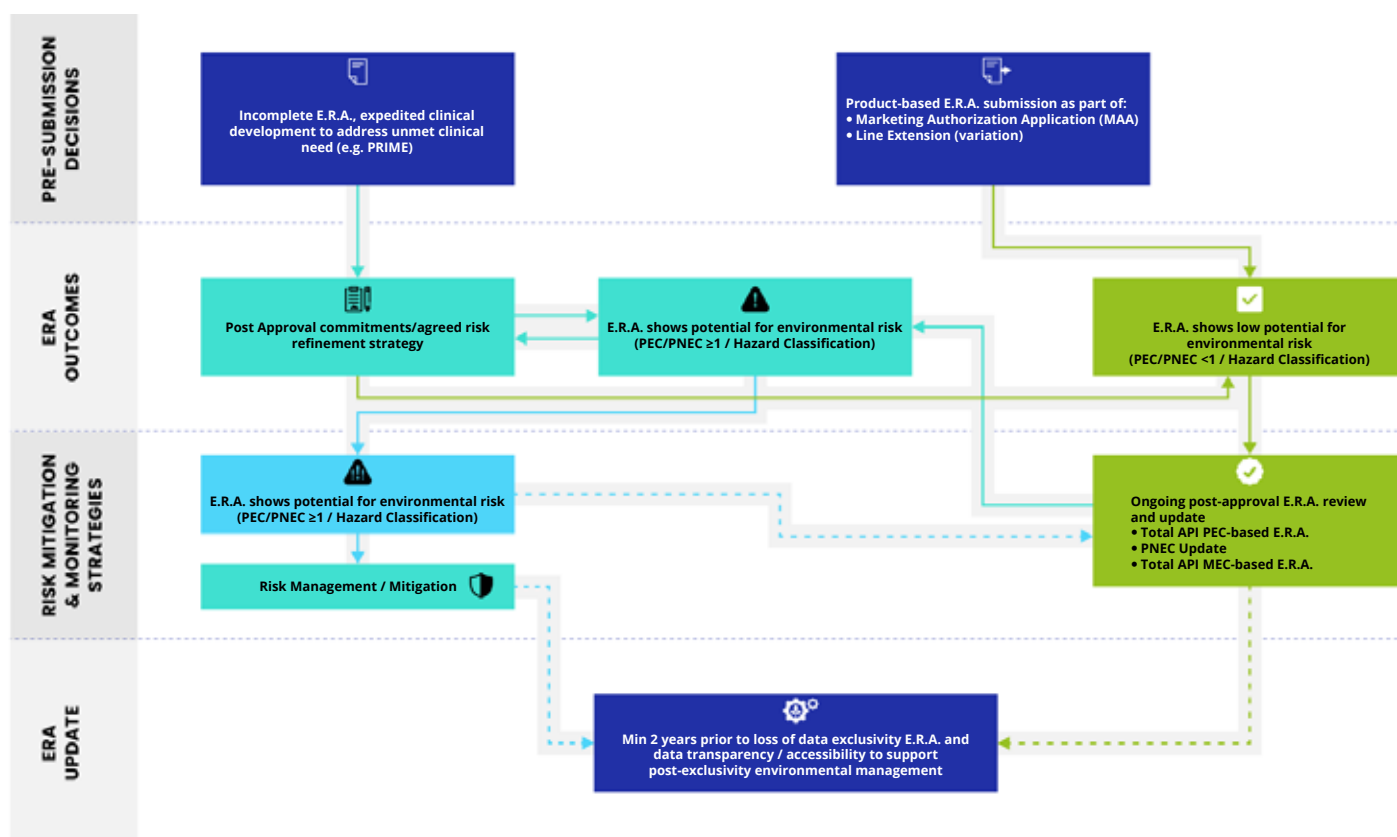 PRE-SUBMISSION
DECISIONS
Incomplete E.R.A., expedited clinical
development to address unmet clinical
need (e.g. PRIME)
Product-based E.R.A. submission as part of:
• Marketing Authorization Application (MAA)
• Line Extension (variation)
ERA
OUTCOMES
Post Approval commitments/agreed risk
refinement strategy
E.R.A. shows potential for environmental risk
(PEC/PNEC ≥1 / Hazard Classification)
E.R.A. shows low potential for
environmental risk
(PEC/PNEC <1 / Hazard Classification)
RISK MITIGATION
& MONITORING
STRATEGIES
E.R.A. shows potential for environmental risk
(PEC/PNEC ≥1 / Hazard Classification)
Risk Management / Mitigation
Ongoing post-approval E.R.A. review
and update
• Total API PEC-based E.R.A.
• PNEC Update
• Total API MEC-based E.R.A.
ERA
UPDATE
Min 2 years prior to loss of data exclusivity E.R.A. and
data transparency / accessibility to support
post-exclusivity environmental management